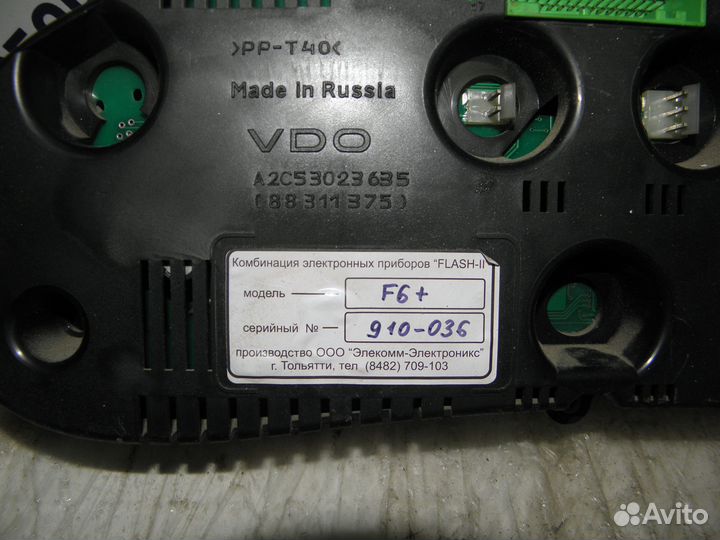 >PP-T40<
Made in Russia
VDO
A2C53023635
(88311375)
Комбинация электронных приборов "FLASH-II"
модель F6+
серийный № 910-036
производство ООО "Элекомм-Электроникс"
г. Тольятти, тел (8482) 709-103
Avito